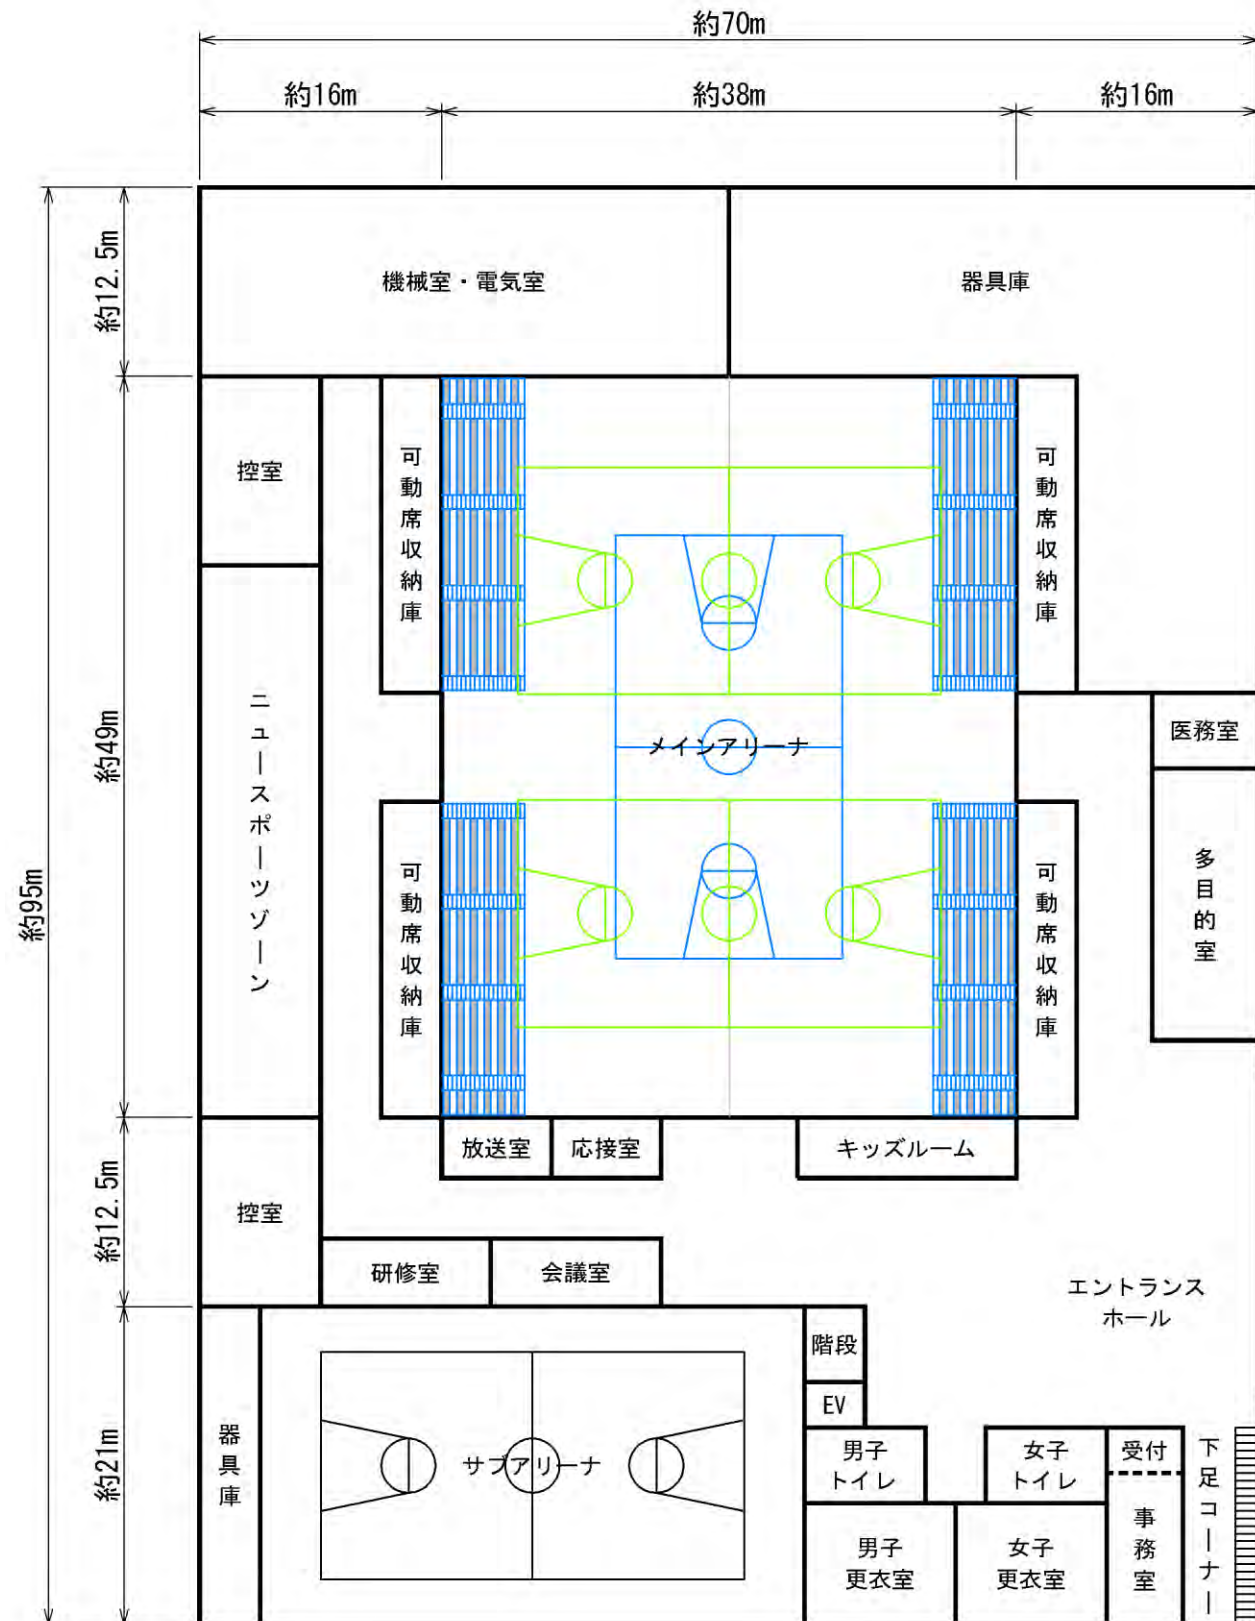 約70m
約16m
約38m
約16m
約12.5m
機械室・電気室
器具庫
約95m
約49m
控室
可動席収納庫
可動席収納庫
ニュースポーツゾーン
メインアリーナ
医務室
可動席収納庫
可動席収納庫
多目的室
約12.5m
放送室
応接室
キッズルーム
控室
研修室
会議室
エントランス
ホール
約21m
器具庫
サブアリーナ
階段
EV
男子
トイレ
女子
トイレ
受付
下足コーナー
男子
更衣室
女子
更衣室
事務室